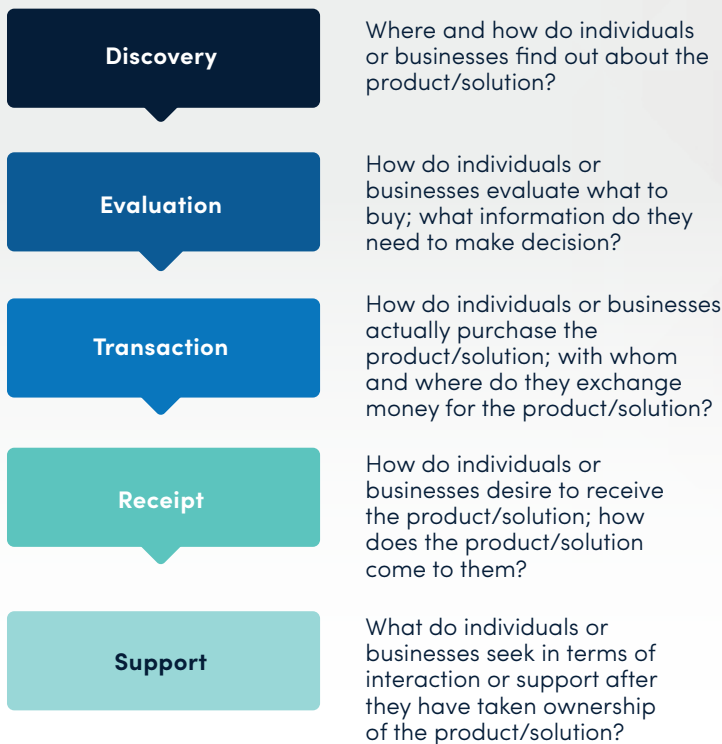 Discovery
Where and how do individuals
or businesses find out about the
product/solution?
Evaluation
How do individuals or
businesses evaluate what to
buy; what information do they
need to make decision?
Transaction
How do individuals or businesses
actually purchase the
product/solution; with whom
and where do they exchange
money for the product/solution?
Receipt
How do individuals or
businesses desire to receive
the product/solution; how
does the product/solution
come to them?
Support
What do individuals or
businesses seek in terms of
interaction or support after
they have taken ownership
of the product/solution?